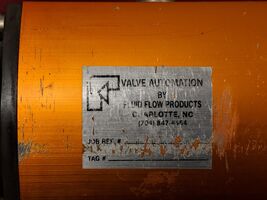 VALVE AUTOMATION
BY
FLUID FLOW PRODUCTS
CHARLOTTE, NC
(704) 847-4464
JOB REF. #
TAG #